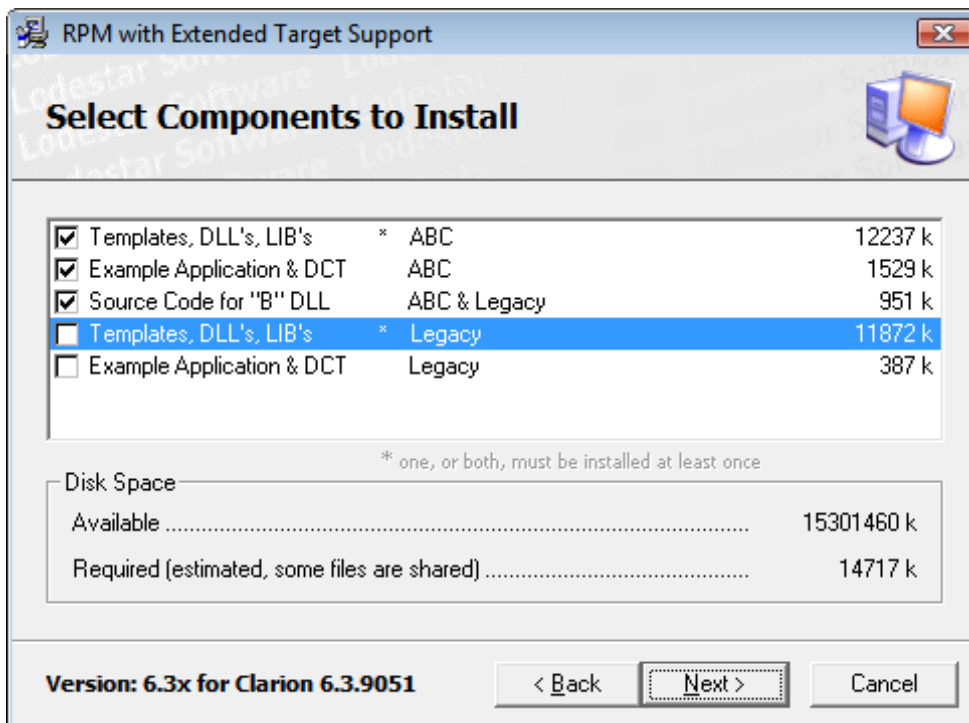 RPM with Extended Target Support
Select Components to Install
Templates, DLL's, LIB's * ABC 12237 k
Example Application & DCT ABC 1529 k
Source Code for "B" DLL ABC & Legacy 951 k
Templates, DLL's, LIB's * Legacy 11872 k
Example Application & DCT Legacy 387 k
* one, or both, must be installed at least once
Disk Space
Available 15301460 k
Required (estimated, some files are shared) 14717 k
Version: 6.3x for Clarion 6.3.9051
< Back Next > Cancel